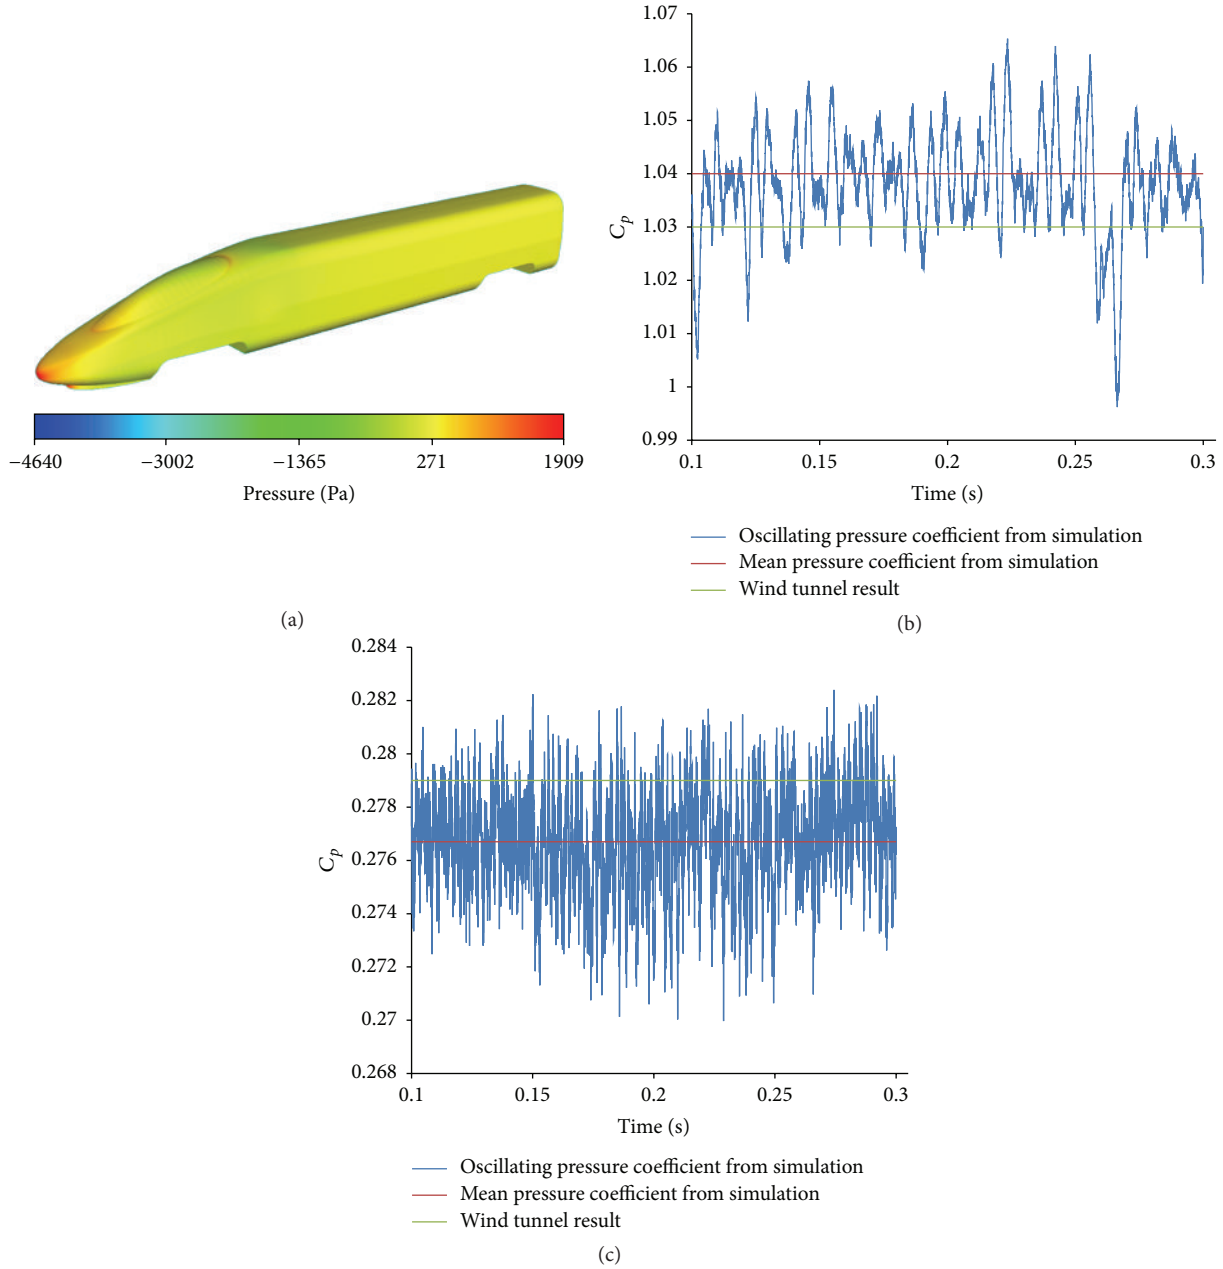 −4640 −3002 −1365 271 1909
Pressure (Pa)
(a)
1.07
1.06
1.05
1.04
1.03
1.02
1.01
1
0.99
C_p
0.1 0.15 0.2 0.25 0.3
Time (s)
Oscillating pressure coefficient from simulation
Mean pressure coefficient from simulation
Wind tunnel result
(b)
0.284
0.282
0.28
0.278
0.276
0.274
0.272
0.27
0.268
C_p
0.1 0.15 0.2 0.25 0.3
Time (s)
Oscillating pressure coefficient from simulation
Mean pressure coefficient from simulation
Wind tunnel result
(c)